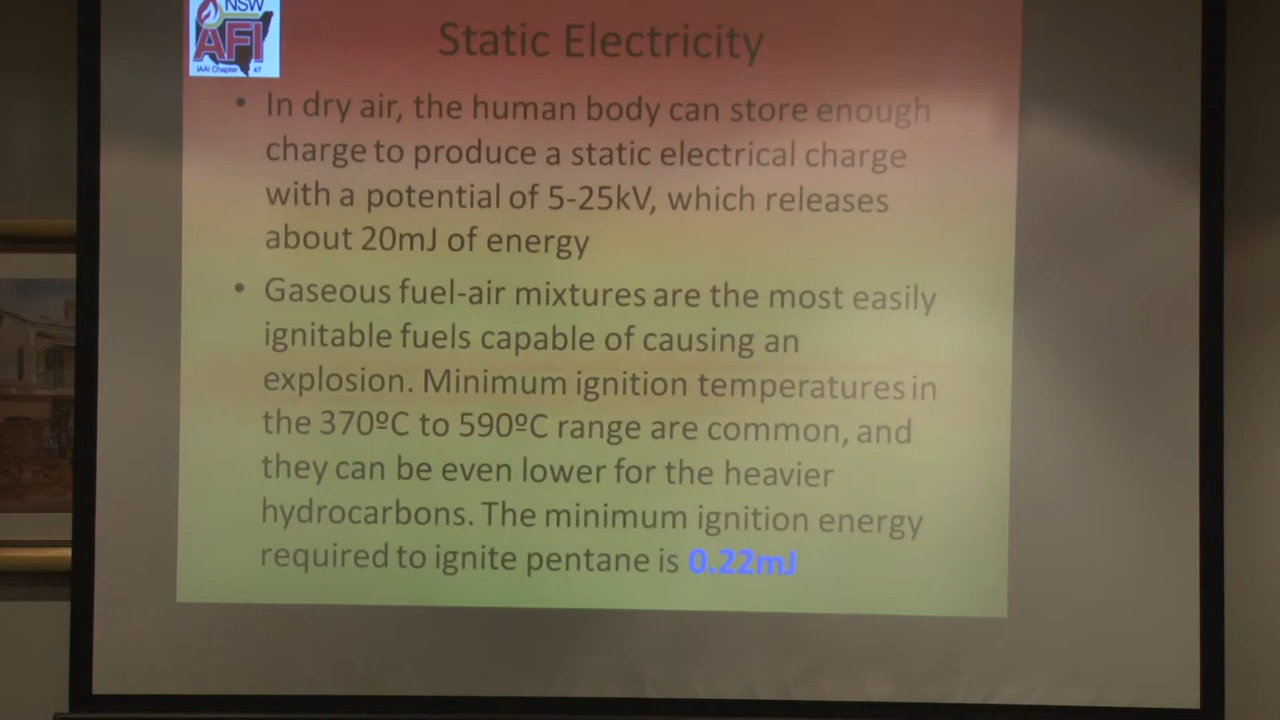 NSW
AFI
IAAI Chapter 47
Static Electricity
• In dry air, the human body can store enough
charge to produce a static electrical charge
with a potential of 5-25kV, which releases
about 20mJ of energy
• Gaseous fuel-air mixtures are the most easily
ignitable fuels capable of causing an
explosion. Minimum ignition temperatures in
the 370ºC to 590ºC range are common, and
they can be even lower for the heavier
hydrocarbons. The minimum ignition energy
required to ignite pentane is 0.22mJ